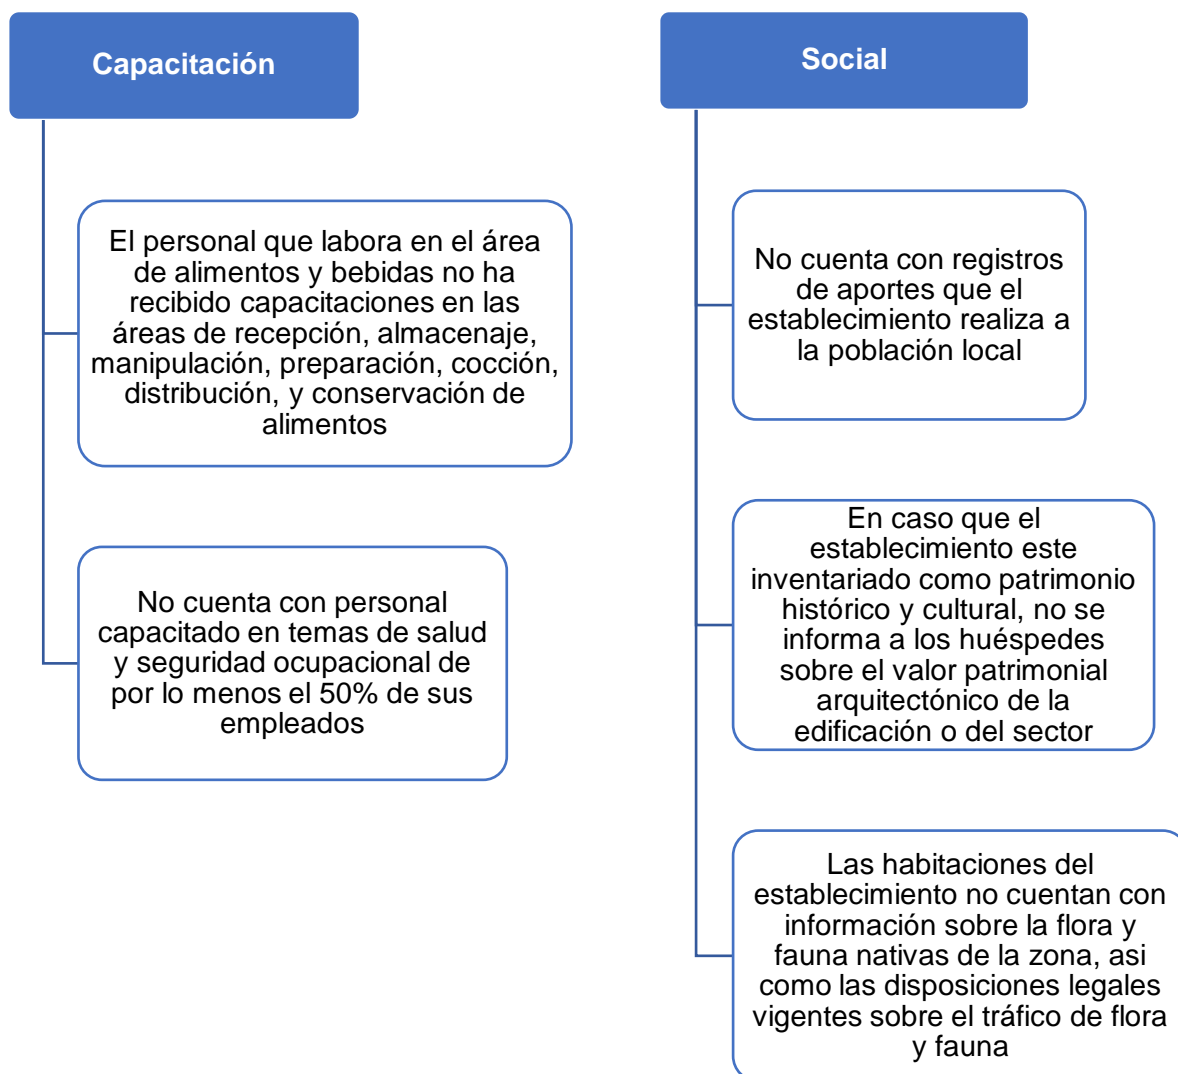 Capacitación
El personal que labora en el área
de alimentos y bebidas no ha
recibido capacitaciones en las
áreas de recepción, almacenaje,
manipulación, preparación, cocción,
distribución, y conservación de
alimentos
No cuenta con personal
capacitado en temas de salud
y seguridad ocupacional de
por lo menos el 50% de sus
empleados
Social
No cuenta con registros
de aportes que el
establecimiento realiza a
la población local
En caso que el
establecimiento este
inventariado como patrimonio
histórico y cultural, no se
informa a los huéspedes
sobre el valor patrimonial
arquitectónico de la
edificación o del sector
Las habitaciones del
establecimiento no cuentan con
información sobre la flora y
fauna nativas de la zona, asi
como las disposiciones legales
vigentes sobre el tráfico de flora
y fauna